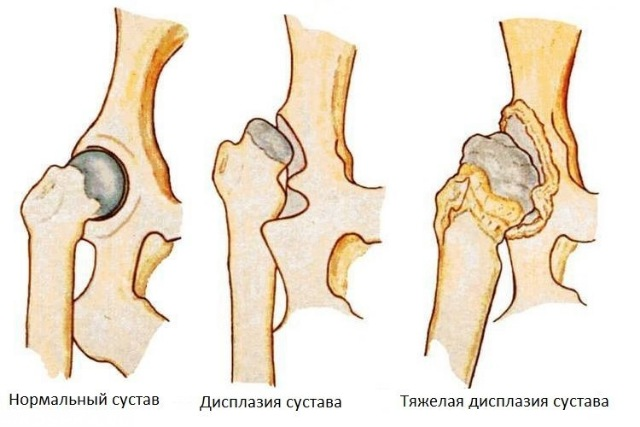 Нормальный сустав
Дисплазия сустава
Тяжелая дисплазия сустава